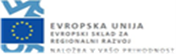 EVROPSKA UNIJA
EVROPSKI SKLAD ZA
REGIONALNI RAZVOJ
NALOŽBA V VAŠO PRIHODNOST